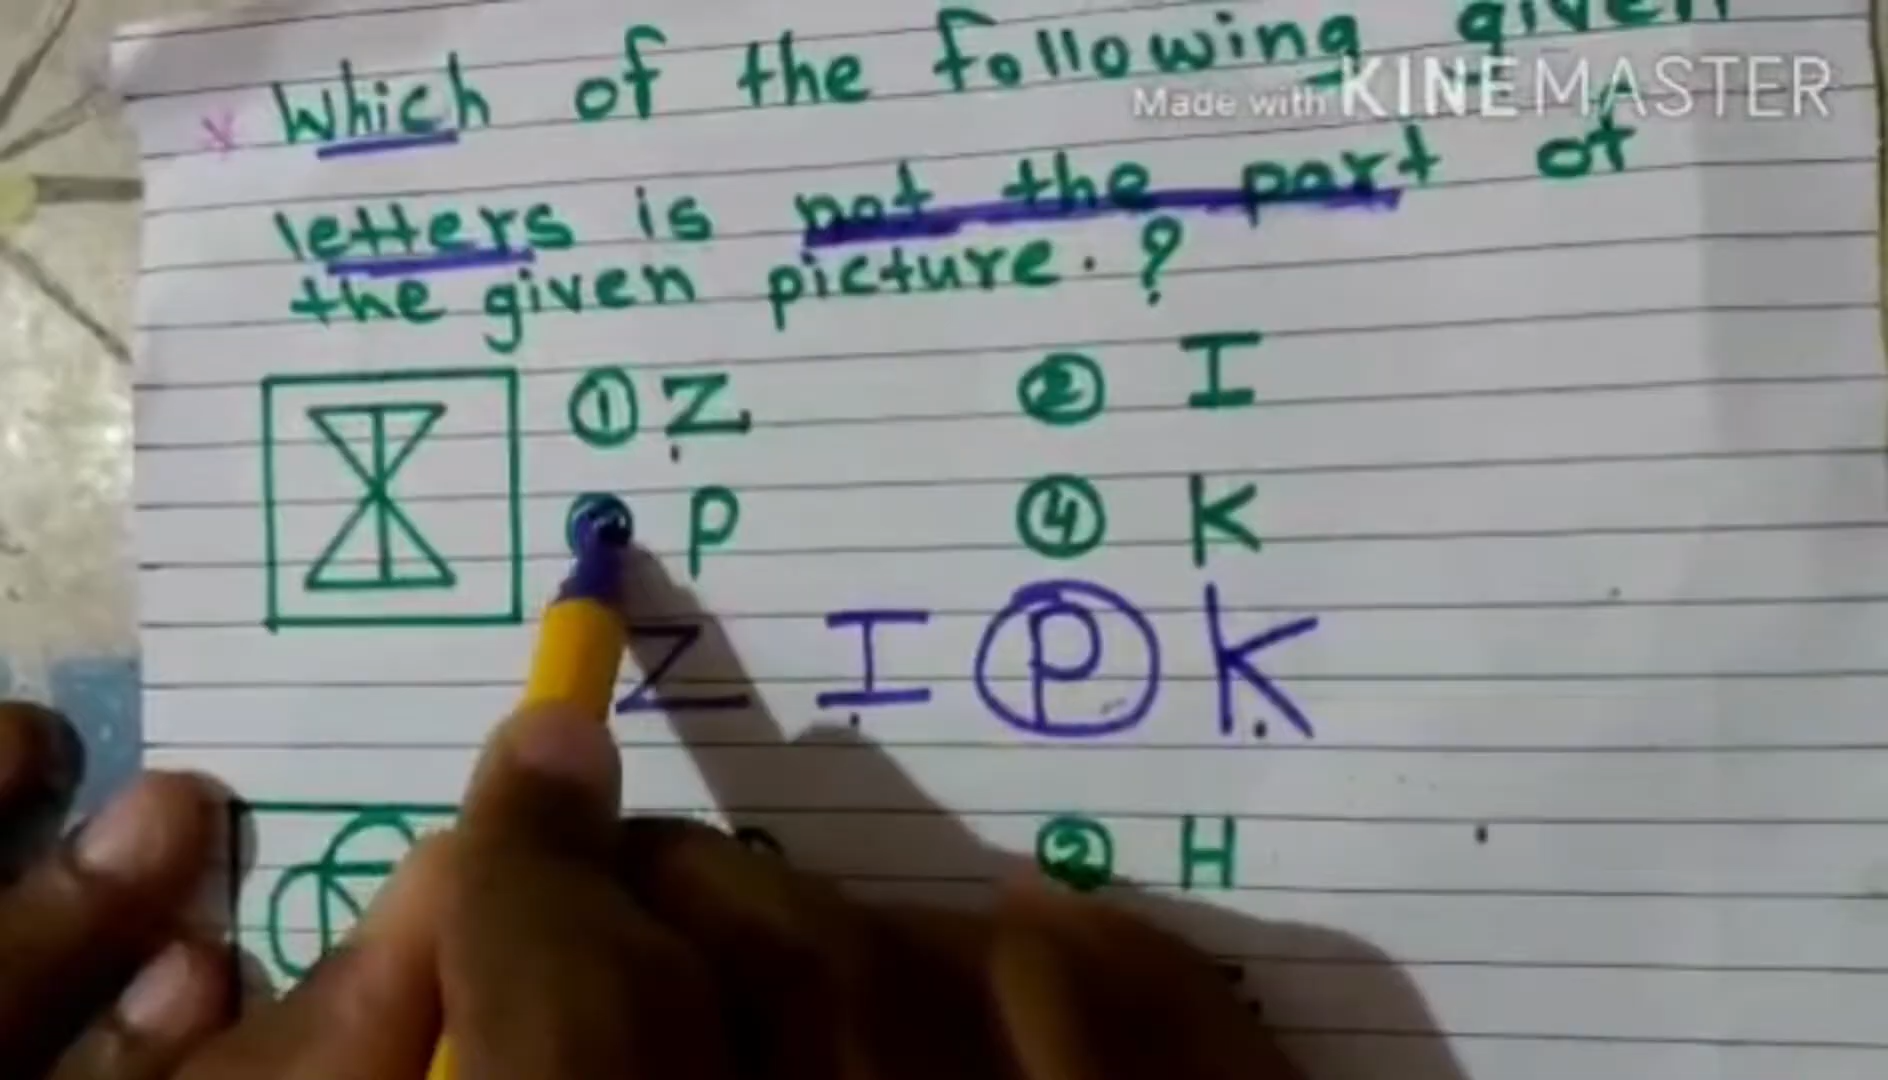 Which of the following given
Made with KINEMASTER
letters is not the part of
the given picture.?
① Z ② I
P ④ K
Z I P K
② H